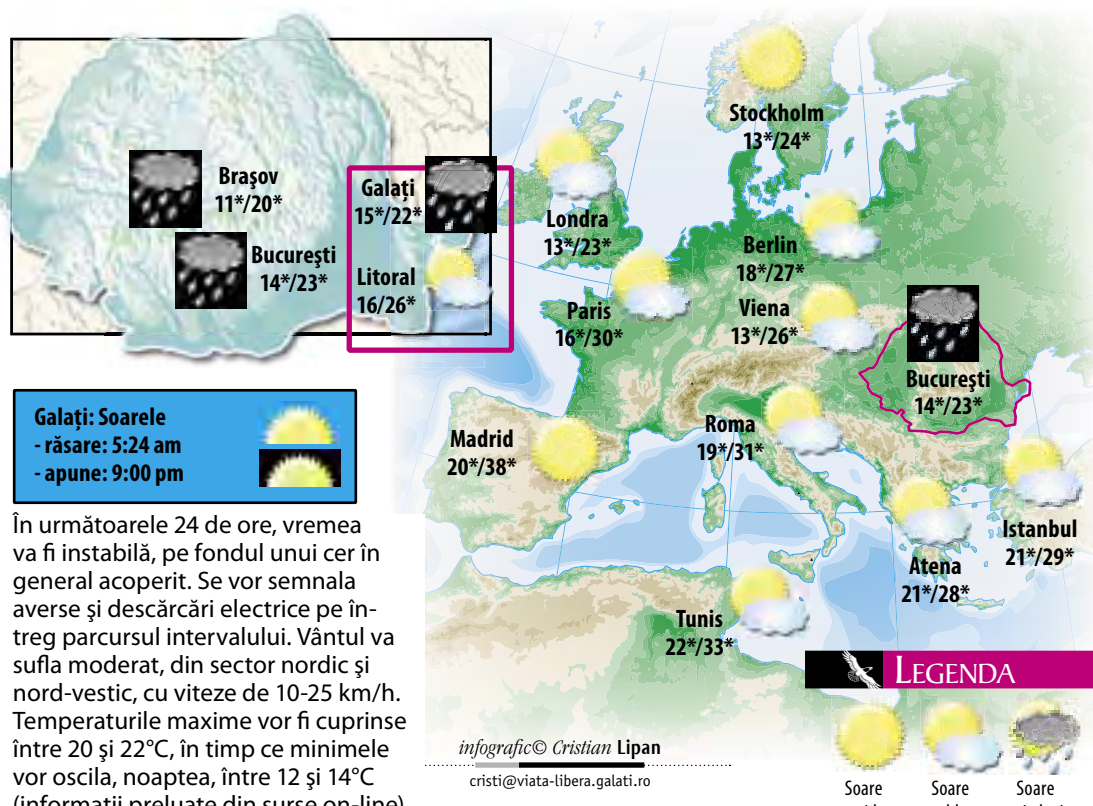 Braşov
11*/20*
Bucureşti
14*/23*
Galaţi
15*/22*
Litoral
16/26*
Stockholm
13*/24*
Londra
13*/23*
Berlin
18*/27*
Paris
16*/30*
Viena
13*/26*
Bucureşti
14*/23*
Madrid
20*/38*
Roma
19*/31*
Istanbul
21*/29*
Atena
21*/28*
Tunis
22*/33*
Galaţi: Soarele
- răsare: 5:24 am
- apune: 9:00 pm
În următoarele 24 de ore, vremea
va fi instabilă, pe fondul unui cer în
general acoperit. Se vor semnala
averse şi descărcări electrice pe în-
treg parcursul intervalului. Vântul va
sufla moderat, din sector nordic şi
nord-vestic, cu viteze de 10-25 km/h.
Temperaturile maxime vor fi cuprinse
între 20 şi 22°C, în timp ce minimele
vor oscila, noaptea, între 12 şi 14°C
(informaţii preluate din surse on-line)
infografic© Cristian Lipan
cristi@viata-libera.galati.ro
LEGENDA
Soare
Soare
Soare